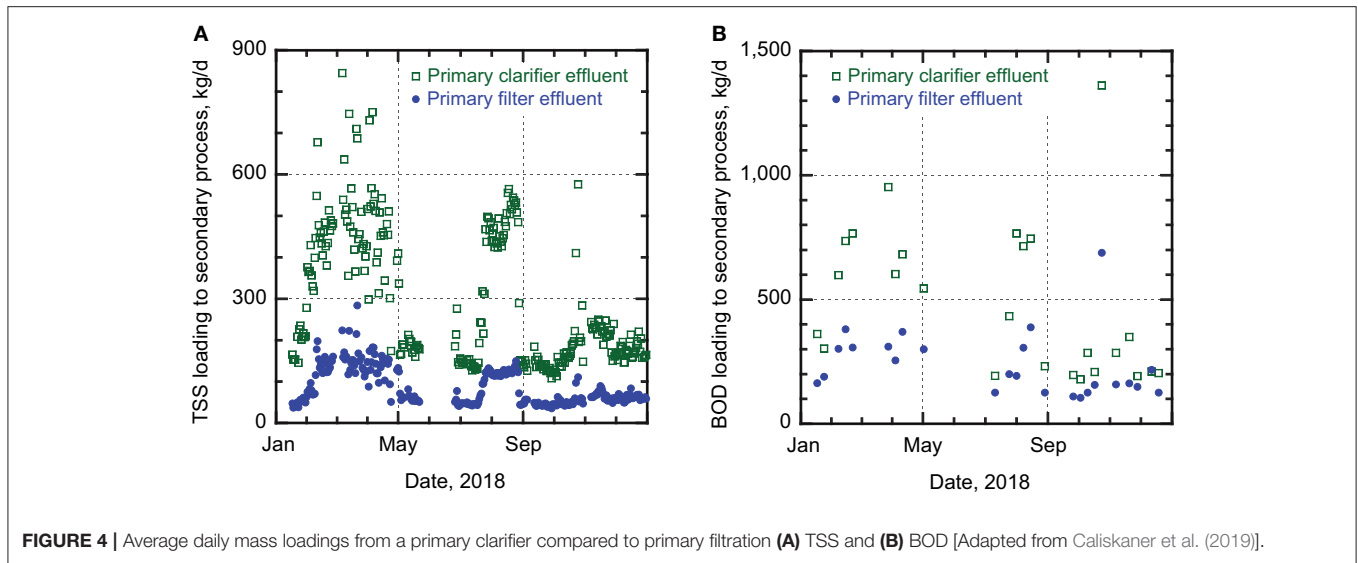 A
TSS loading to secondary process, kg/d
900
600
300
0
Primary clarifier effluent
Primary filter effluent
Jan
May
Sep
Date, 2018
B
BOD loading to secondary process, kg/d
1,500
1,000
500
0
Primary clarifier effluent
Primary filter effluent
Jan
May
Sep
Date, 2018
FIGURE 4 | Average daily mass loadings from a primary clarifier compared to primary filtration (A) TSS and (B) BOD [Adapted from Caliskaner et al. (2019)].